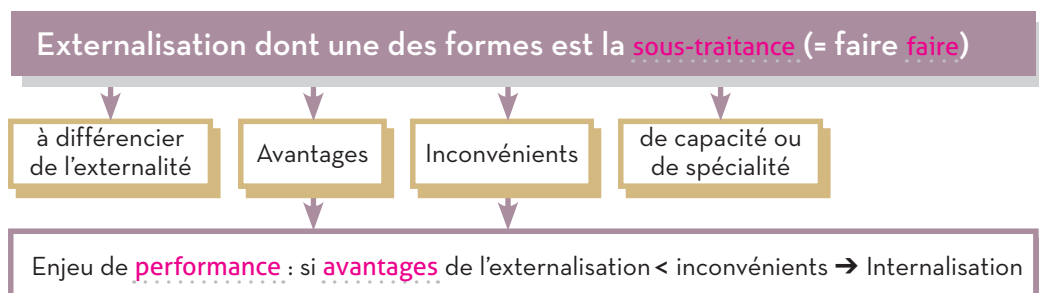 Externalisation dont une des formes est la sous-traitance (= faire faire)
à différencier
de l'externalité
Avantages
Inconvénients
de capacité ou
de spécialité
Enjeu de performance : si avantages de l'externalisation < inconvénients ➔ Internalisation